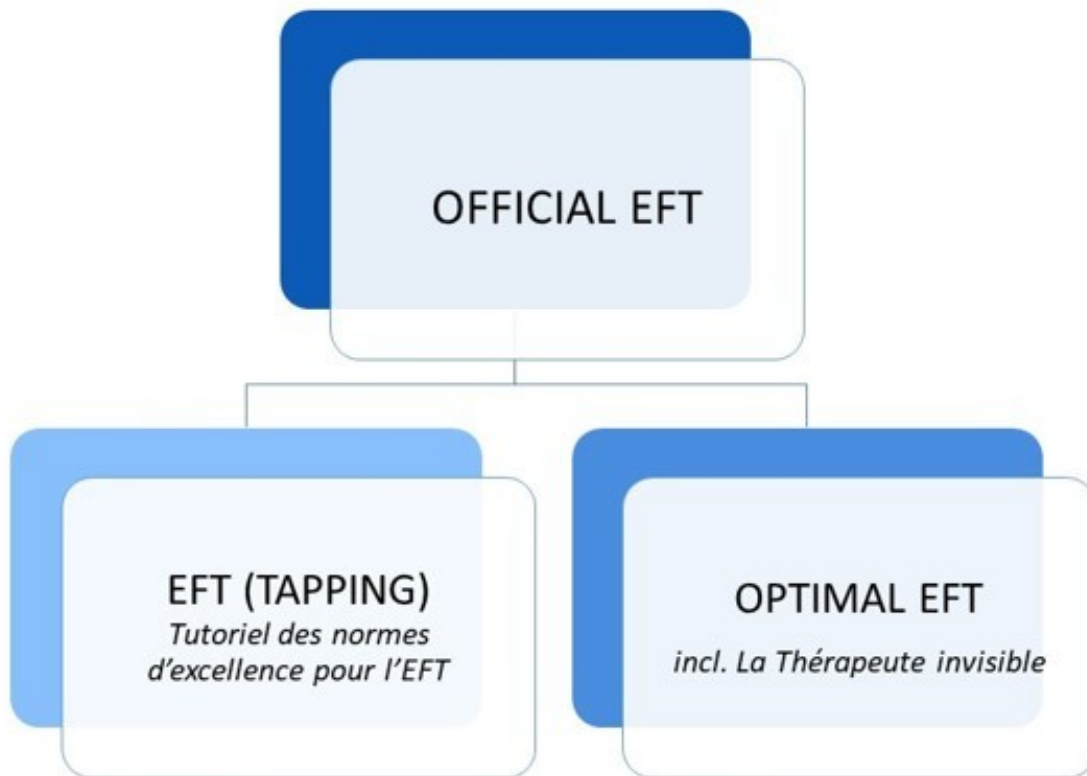 OFFICIAL EFT
EFT (TAPPING)
Tutoriel des normes
d’excellence pour l’EFT
OPTIMAL EFT
incl. La Thérapeute invisible